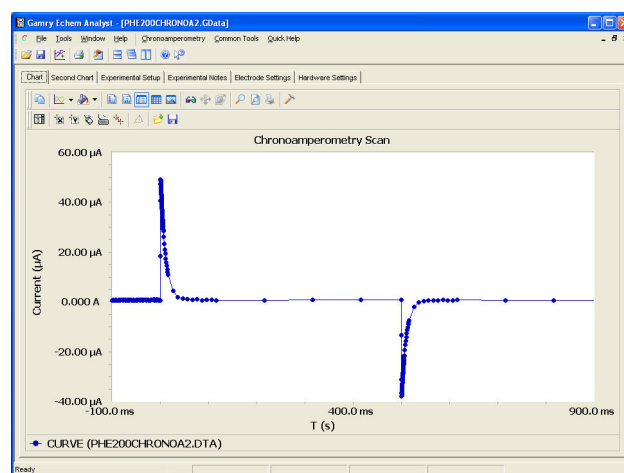 Gamry Echem Analyst - [PHE200CHRONOA2.GData]
File Tools Window Help Chronoamperometry Common Tools Quick Help
Chart Second Chart Experimental Setup Experimental Notes Electrode Settings Hardware Settings
Chronoamperometry Scan
60.00 µA
40.00 µA
20.00 µA
0.000 A
-20.00 µA
-40.00 µA
Current (µA)
-100.0 ms 400.0 ms 900.0 ms
T (s)
CURVE (PHE200CHRONOA2.DTA)
Ready